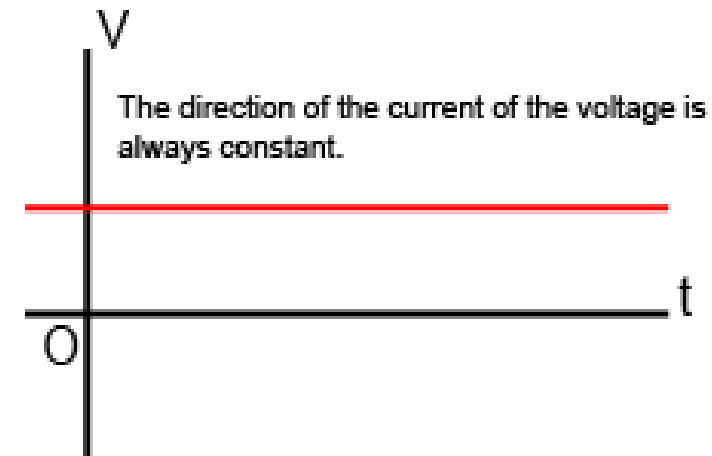 V
The direction of the current of the voltage is
always constant.
t
O